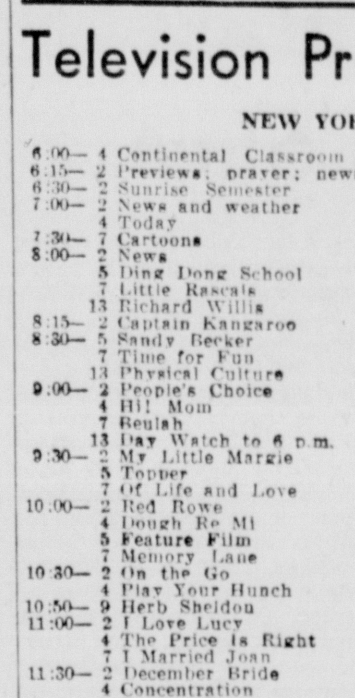 Television Pr
NEW YOR
6:00— 4 Continental Classroom
6:15— 2 Previews; prayer; news
6:30— 2 Sunrise Semester
7:00— 2 News and weather
4 Today
7:30— 7 Cartoons
8:00— 2 News
5 Ding Dong School
7 Little Rascals
13 Richard Willis
8:15— 2 Captain Kangaroo
8:30— 5 Sandy Becker
7 Time for Fun
13 Physical Culture
9:00— 2 People's Choice
4 Hi! Mom
7 Beulah
13 Day Watch to 6 p.m.
9:30— 2 My Little Margie
5 Topper
7 Of Life and Love
10:00— 2 Red Rowe
4 Dough Re Mi
5 Feature Film
7 Memory Lane
10:30— 2 On the Go
4 Play Your Hunch
10:50— 9 Herb Sheldon
11:00— 2 I Love Lucy
4 The Price Is Right
7 I Married Joan
11:30— 2 December Bride
4 Concentration